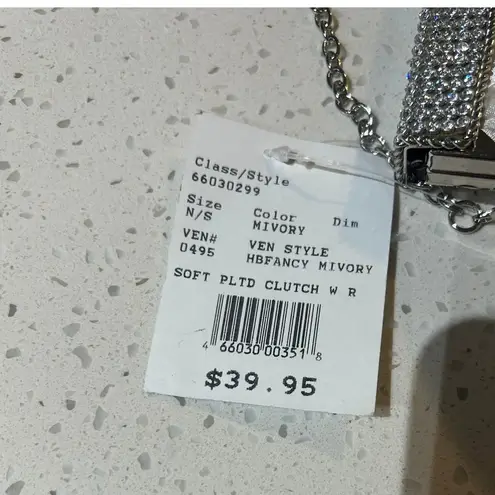 Class/Style
66030299
Size Color Dim
N/S MIVORY
VEN# VEN STYLE
0495 HBFANCY MIVORY
SOFT PLTD CLUTCH W R
4 66030 00351 8
$39.95